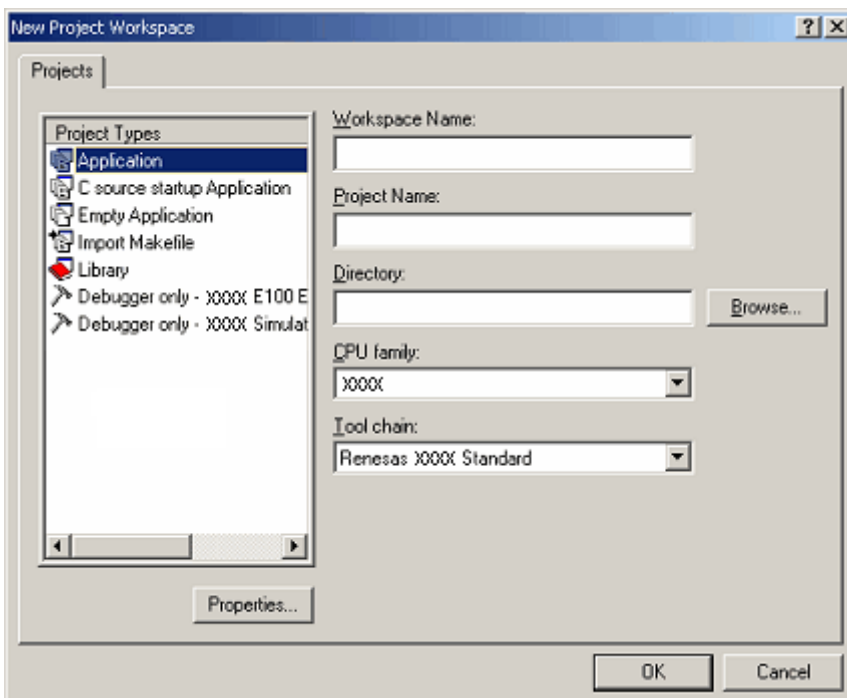 New Project Workspace
Projects
Project Types
Application
C source startup Application
Empty Application
Import Makefile
Library
Debugger only - XXXX E100 E
Debugger only - XXXX Simulat
Properties...
Workspace Name:
Project Name:
Directory:
Browse...
CPU family:
XXXX
Tool chain:
Renesas XXXX Standard
OK
Cancel